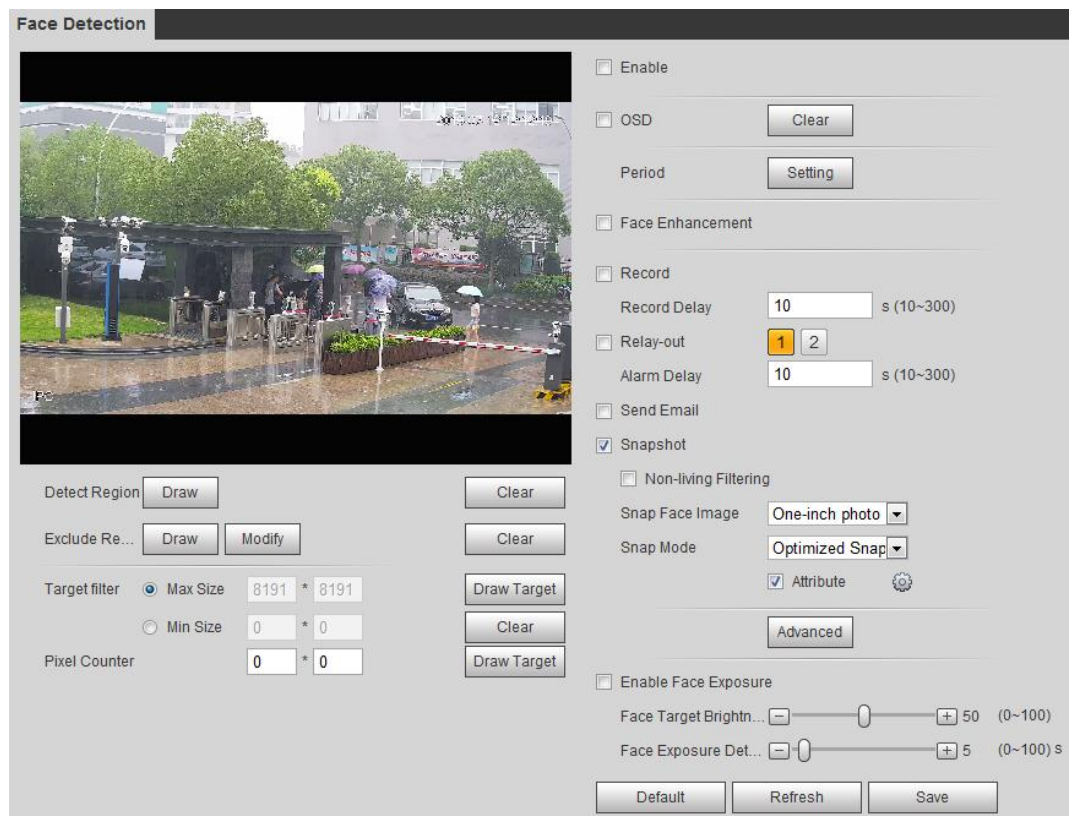 Face Detection
Enable
OSD Clear
Period Setting
Face Enhancement
Record
Record Delay 10 s (10~300)
Relay-out 1 2
Alarm Delay 10 s (10~300)
Send Email
Snapshot
Non-living Filtering
Snap Face Image One-inch photo
Snap Mode Optimized Snap
Attribute
Advanced
Enable Face Exposure
Face Target Brightn... 50 (0~100)
Face Exposure Det... 5 (0~100) s
Default Refresh Save
PC
Detect Region Draw Clear
Exclude Re... Draw Modify Clear
Target filter Max Size 8191 * 8191 Draw Target
Min Size 0 * 0 Clear
Pixel Counter 0 * 0 Draw Target